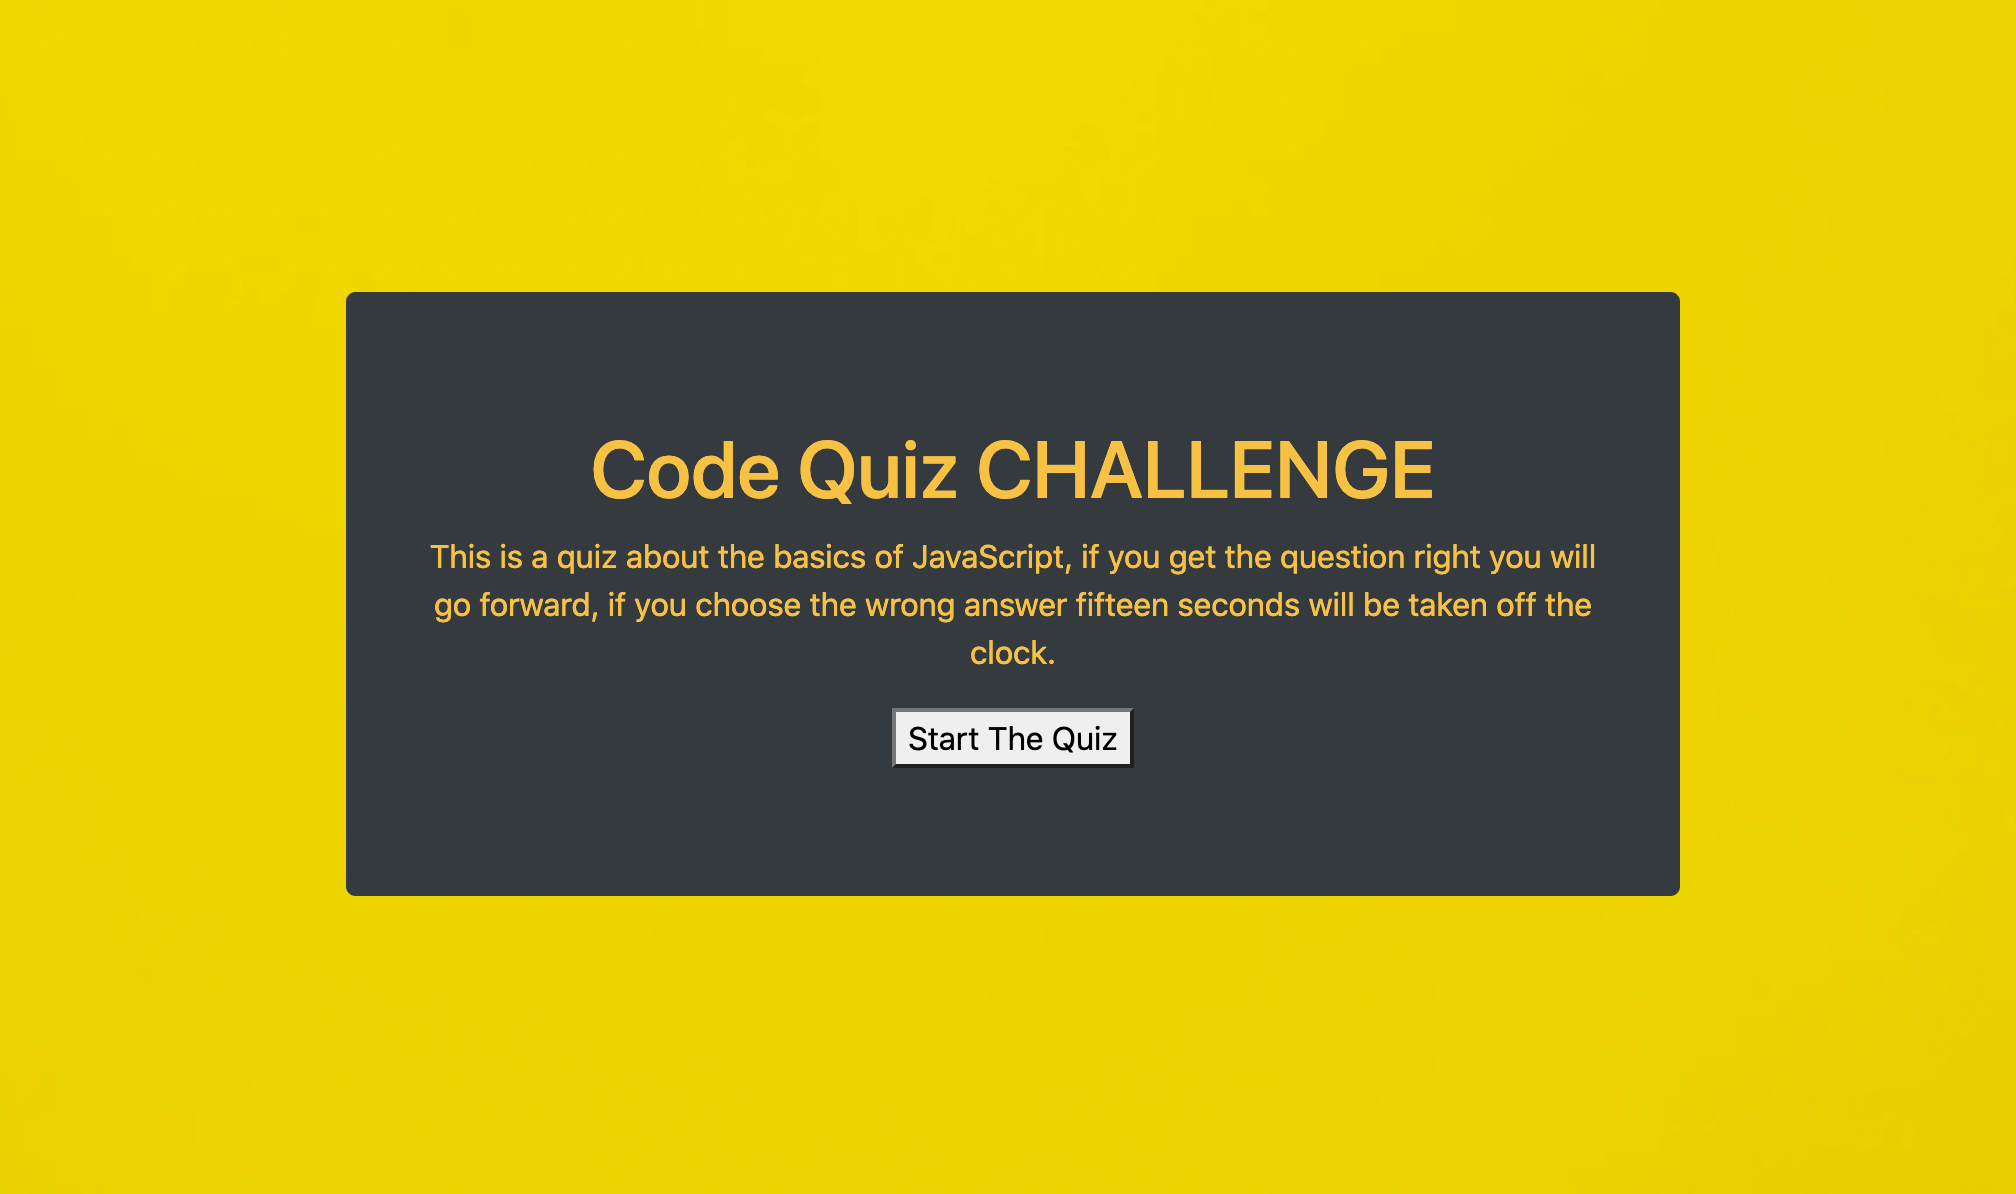 Code Quiz CHALLENGE
This is a quiz about the basics of JavaScript, if you get the question right you will
go forward, if you choose the wrong answer fifteen seconds will be taken off the
clock.
Start The Quiz